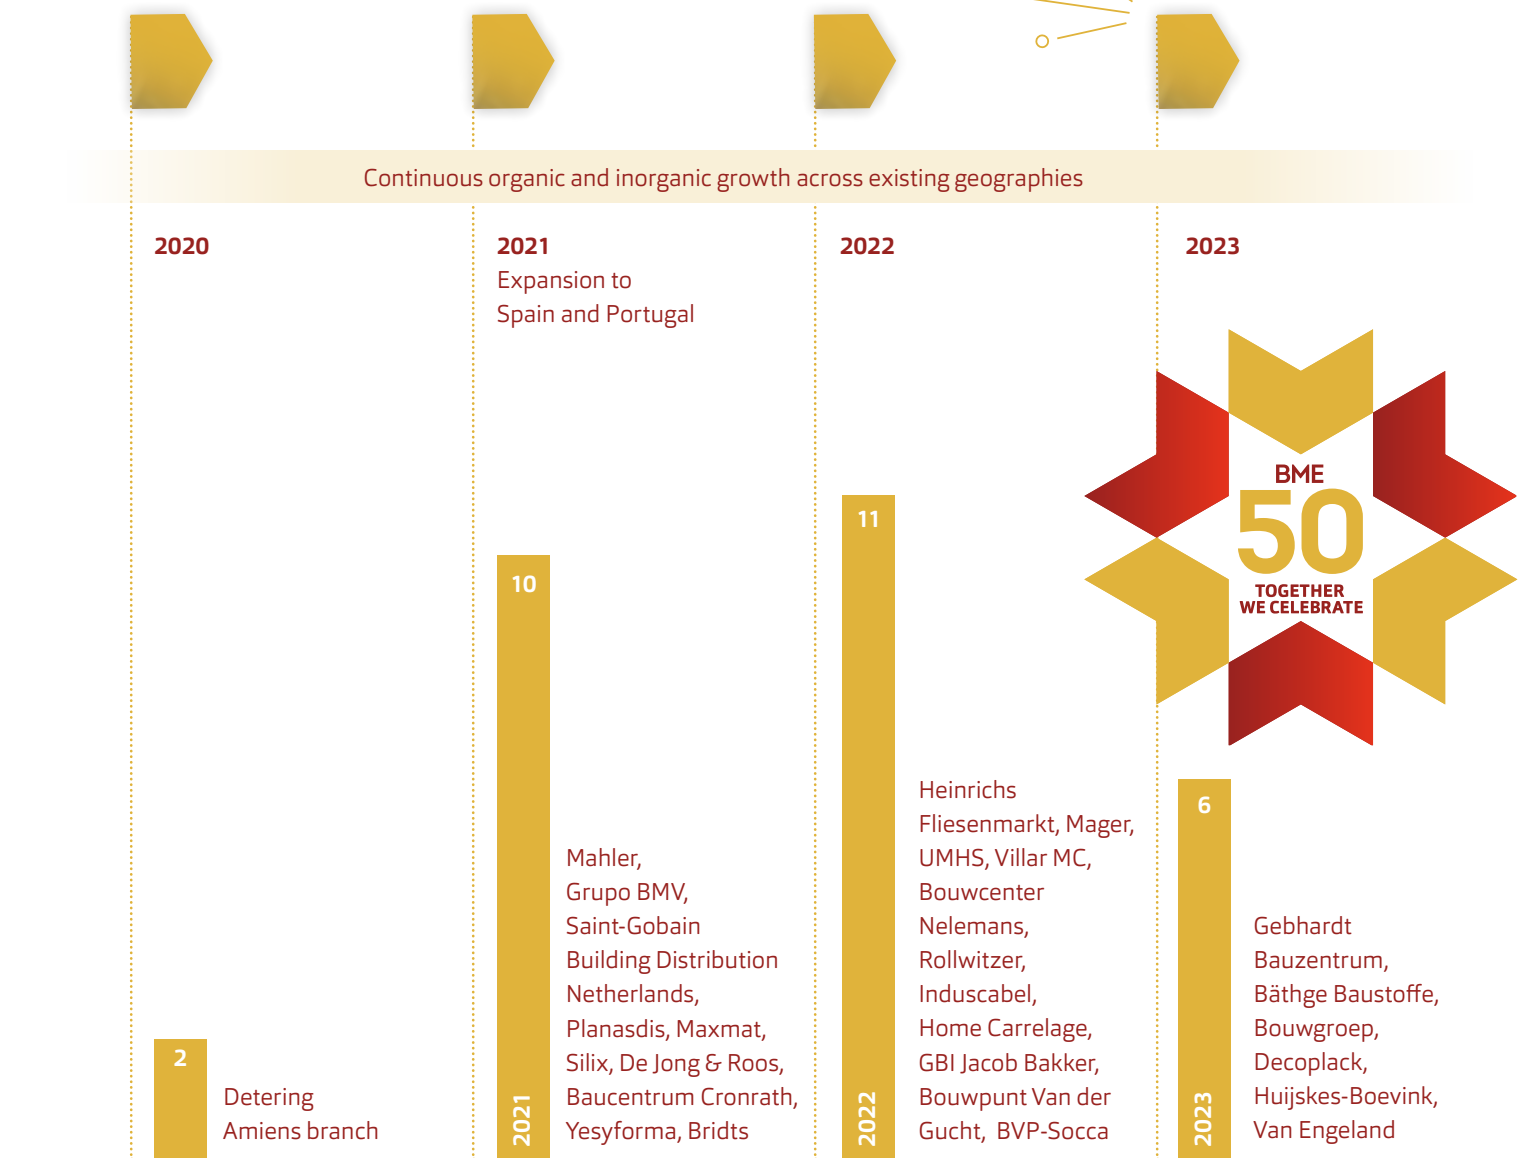 Continuous organic and inorganic growth across existing geographies
2020
2021
Expansion to
Spain and Portugal
2022
2023
BME
50
TOGETHER
WE CELEBRATE
2
Detering
Amiens branch
10
2021
Mahler,
Grupo BMV,
Saint-Gobain
Building Distribution
Netherlands,
Planasdis, Maxmat,
Silix, De Jong & Roos,
Baucentrum Cronrath,
Yesyforma, Bridts
11
2022
Heinrichs
Fliesenmarkt, Mager,
UMHS, Villar MC,
Bouwcenter
Nelemans,
Rollwitzer,
Induscabel,
Home Carrelage,
GBI Jacob Bakker,
Bouwpunt Van der
Gucht, BVP-Socca
6
2023
Gebhardt
Bauzentrum,
Bäthge Baustoffe,
Bouwgroep,
Decoplack,
Huijskes-Boevink,
Van Engeland